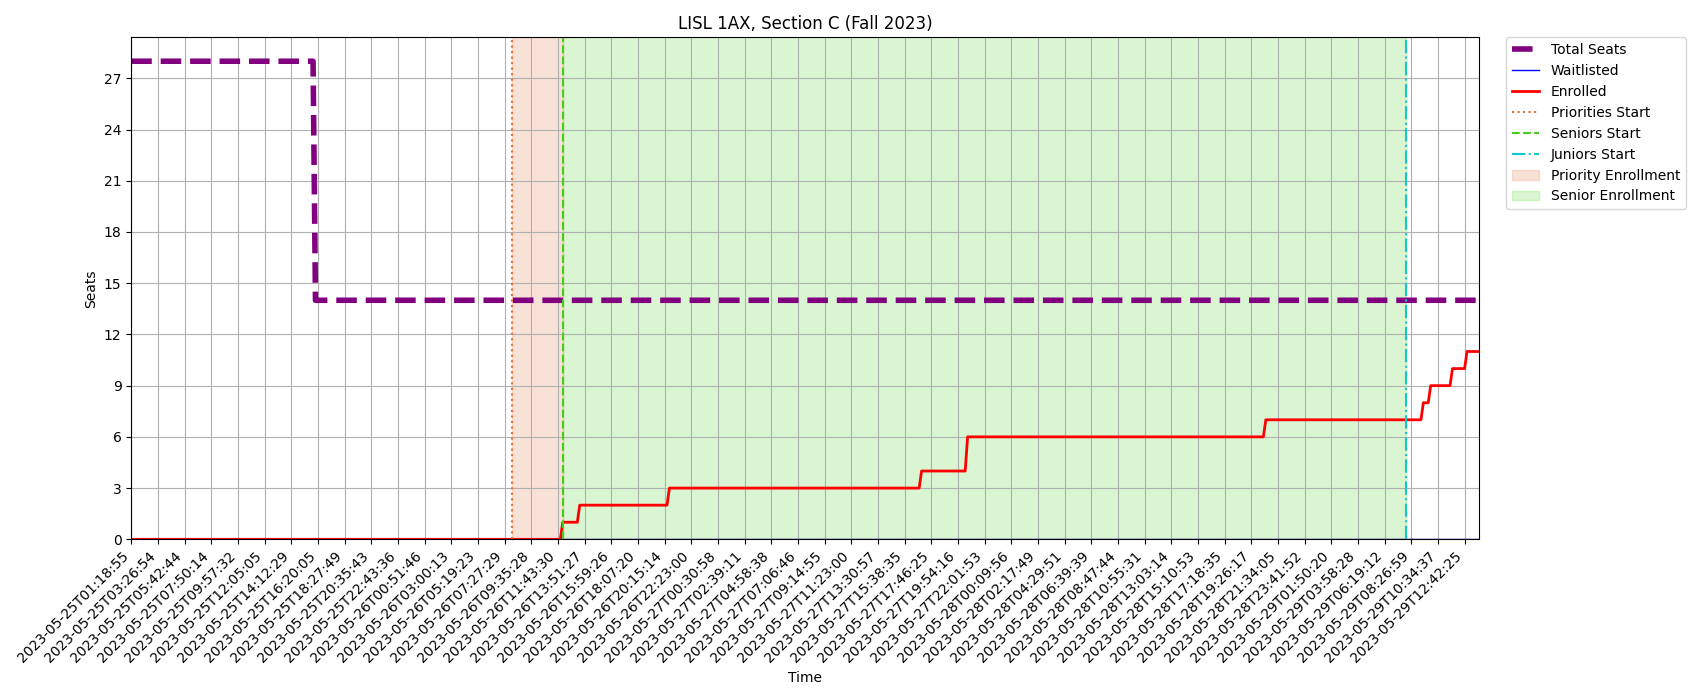 LISL 1AX, Section C (Fall 2023)
Total Seats
Waitlisted
Enrolled
Priorities Start
Seniors Start
Juniors Start
Priority Enrollment
Senior Enrollment
Seats
27
24
21
18
15
12
9
6
3
0
2023-05-25T01:18:55
2023-05-25T03:26:54
2023-05-25T05:42:44
2023-05-25T07:50:14
2023-05-25T09:57:32
2023-05-25T12:05:05
2023-05-25T14:12:29
2023-05-25T16:20:05
2023-05-25T18:27:49
2023-05-25T20:35:43
2023-05-25T22:43:36
2023-05-26T00:51:46
2023-05-26T03:00:13
2023-05-26T05:19:23
2023-05-26T07:27:29
2023-05-26T09:35:28
2023-05-26T11:43:30
2023-05-26T13:51:27
2023-05-26T15:59:26
2023-05-26T18:07:20
2023-05-26T20:15:14
2023-05-26T22:23:00
2023-05-27T00:30:58
2023-05-27T02:39:11
2023-05-27T04:58:38
2023-05-27T07:06:46
2023-05-27T09:14:55
2023-05-27T11:23:00
2023-05-27T13:30:57
2023-05-27T15:38:35
2023-05-27T17:46:25
2023-05-27T19:54:16
2023-05-27T22:01:53
2023-05-28T00:09:56
2023-05-28T02:17:49
2023-05-28T04:29:51
2023-05-28T06:39:39
2023-05-28T08:47:44
2023-05-28T10:55:31
2023-05-28T13:03:14
2023-05-28T15:10:53
2023-05-28T17:18:35
2023-05-28T19:26:17
2023-05-28T21:34:05
2023-05-28T23:41:52
2023-05-29T01:50:20
2023-05-29T03:58:28
2023-05-29T06:19:12
2023-05-29T08:26:59
2023-05-29T10:34:37
2023-05-29T12:42:25
Time